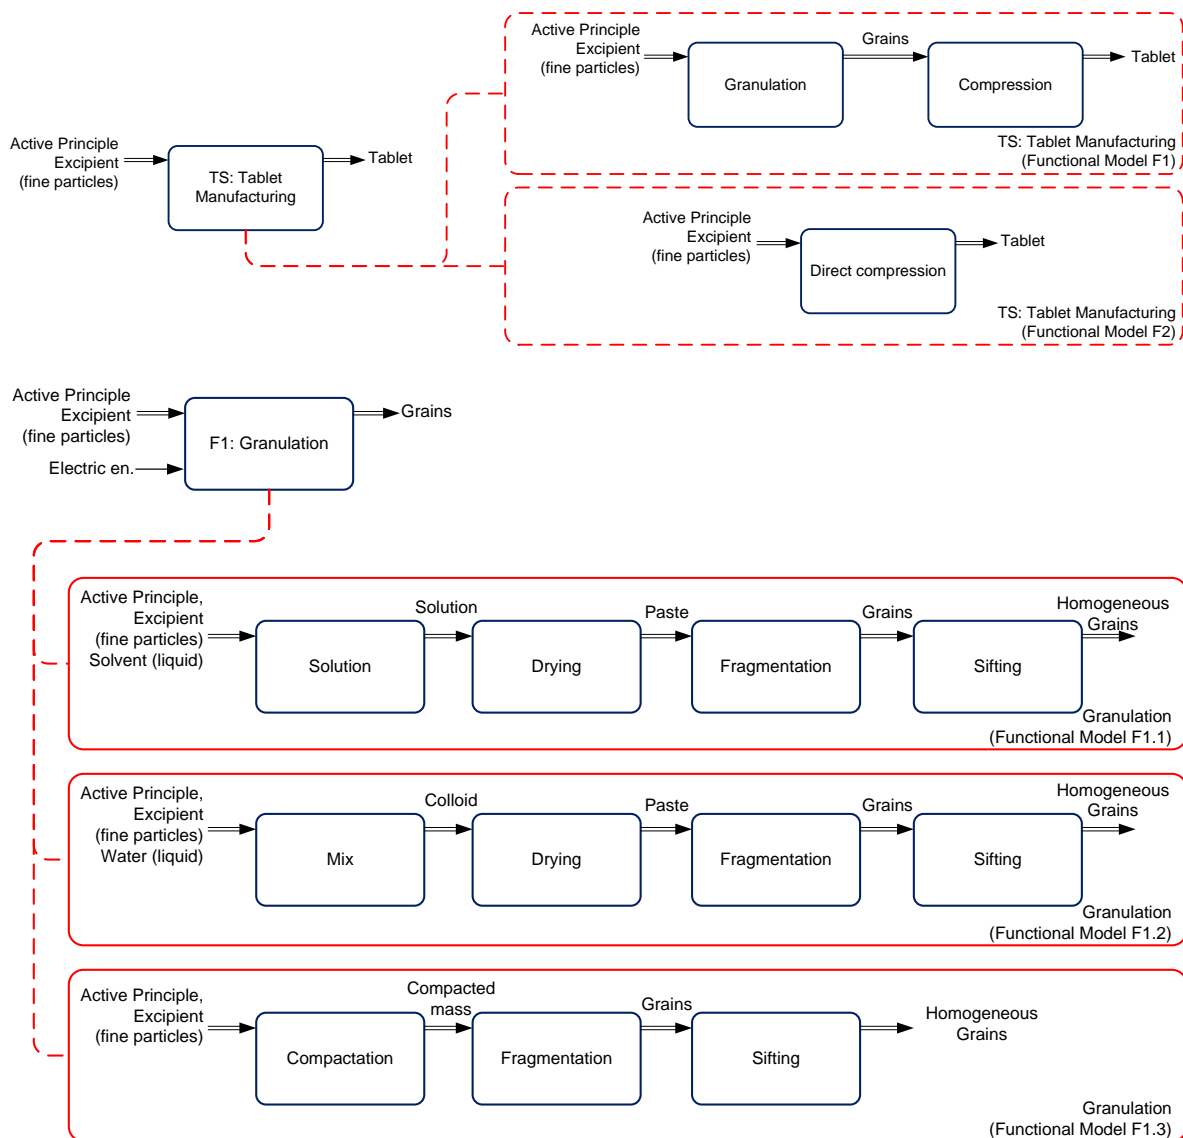 Active Principle
Excipient
(fine particles)
TS: Tablet
Manufacturing
Tablet
Active Principle
Excipient
(fine particles)
Granulation
Grains
Compression
Tablet
TS: Tablet Manufacturing
(Functional Model F1)
Active Principle
Excipient
(fine particles)
Direct compression
Tablet
TS: Tablet Manufacturing
(Functional Model F2)
Active Principle
Excipient
(fine particles)
Electric en.
F1: Granulation
Grains
Active Principle,
Excipient
(fine particles)
Solvent (liquid)
Solution
Solution
Drying
Paste
Fragmentation
Grains
Sifting
Homogeneous
Grains
Granulation
(Functional Model F1.1)
Active Principle,
Excipient
(fine particles)
Water (liquid)
Mix
Colloid
Drying
Paste
Fragmentation
Grains
Sifting
Homogeneous
Grains
Granulation
(Functional Model F1.2)
Active Principle,
Excipient
(fine particles)
Compactation
Compacted
mass
Fragmentation
Grains
Sifting
Homogeneous
Grains
Granulation
(Functional Model F1.3)